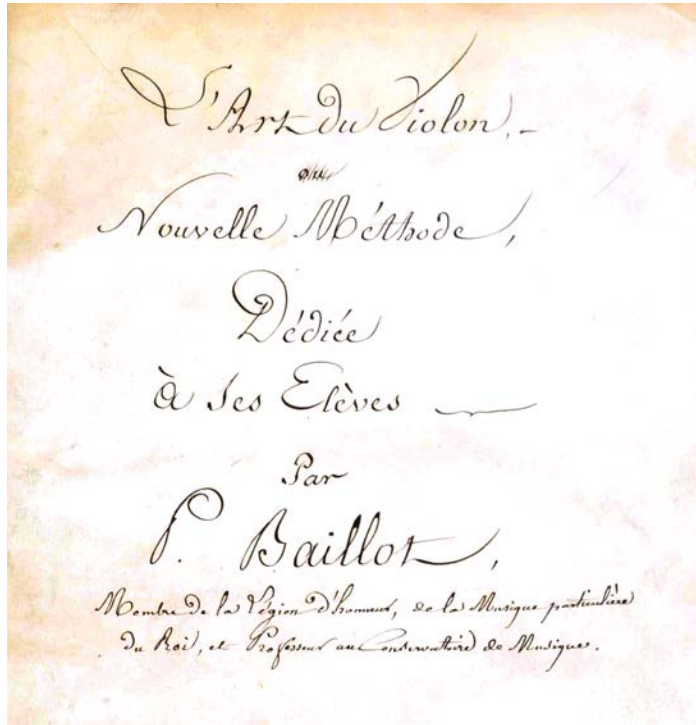 L'Art du Violon, -
Nouvelle Méthode,
Dédiée
à ses Elèves
Par
P. Baillot,
Membre de la Légion d'honneur, de la Musique particulière
du Roi, et Professeur au Conservatoire de Musique.